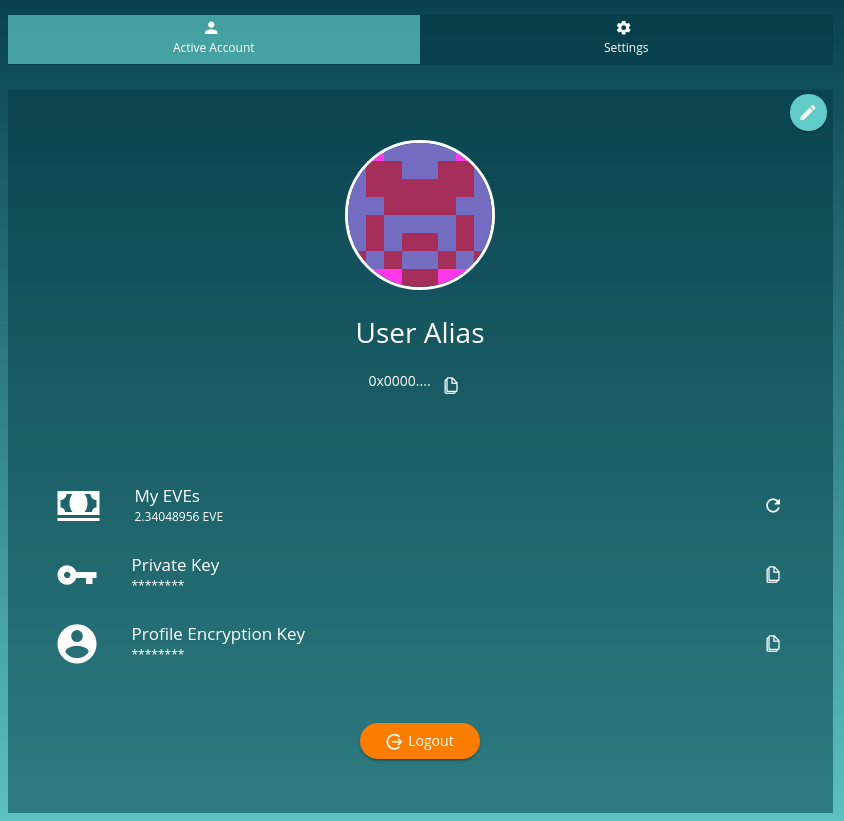 Active Account
Settings
User Alias
0x0000....
My EVEs
2.34048956 EVE
Private Key
********
Profile Encryption Key
********
Logout